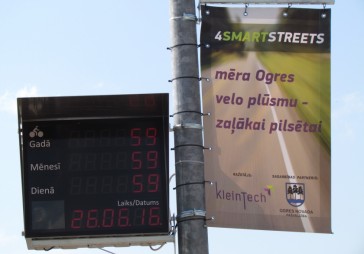 4SMARTSTREETS
mēra Ogres
velo plūsmu -
zaļākai pilsētai
KleinTech
Gadā 59
Mēnesī 59
Dienā 59
Laiks/Datums
26.06.16